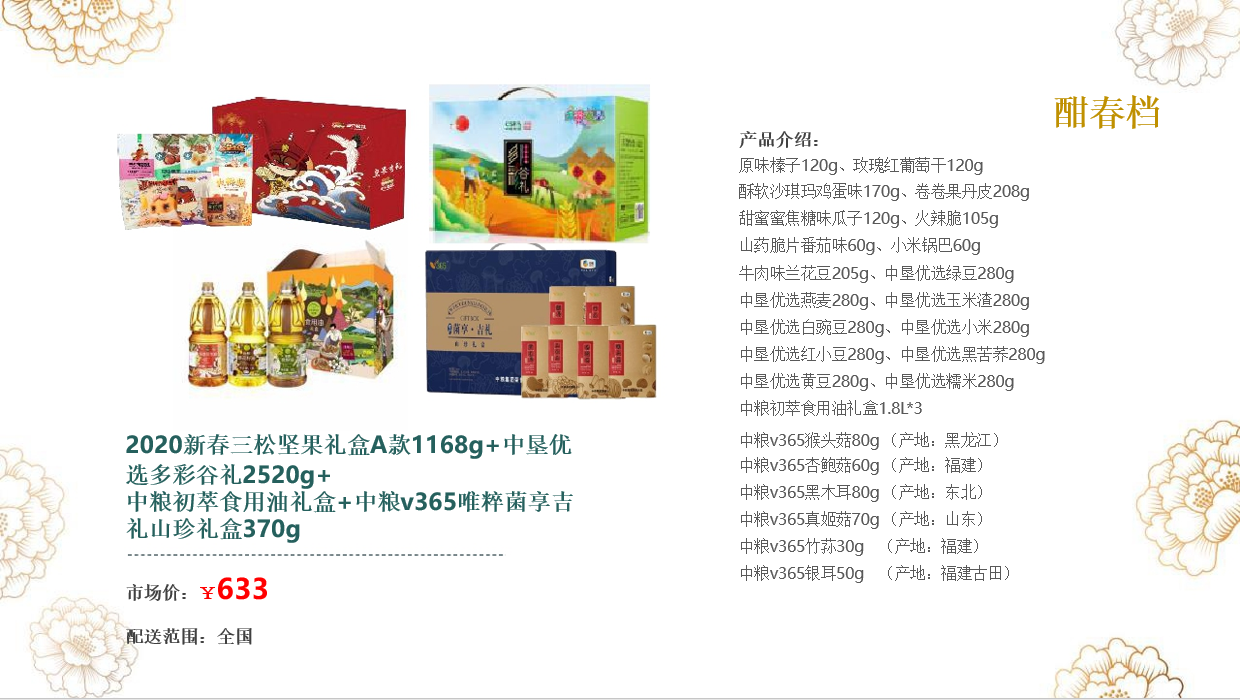 酣春档
产品介绍：
原味榛子120g、玫瑰红葡萄干120g
酥软沙琪玛鸡蛋味170g、卷卷果丹皮208g
甜蜜蜜焦糖味瓜子120g、火辣脆105g
山药脆片番茄味60g、小米锅巴60g
牛肉味兰花豆205g、中垦优选绿豆280g
中垦优选燕麦280g、中垦优选玉米渣280g
中垦优选白豌豆280g、中垦优选小米280g
中垦优选红小豆280g、中垦优选黑苦荞280g
中垦优选黄豆280g、中垦优选糯米280g
中粮初萃食用油礼盒1.8L*3
中粮v365猴头菇80g（产地：黑龙江）
中粮v365杏鲍菇60g（产地：福建）
中粮v365黑木耳80g（产地：东北）
中粮v365真姬菇70g（产地：山东）
中粮v365竹荪30g （产地：福建）
中粮v365银耳50g （产地：福建古田）
谷礼
食用油
菌享·吉礼
山珍礼盒
2020新春三松坚果礼盒A款1168g+中垦优
选多彩谷礼2520g+
中粮初萃食用油礼盒+中粮v365唯粹菌享吉
礼山珍礼盒370g
市场价：￥633
配送范围：全国